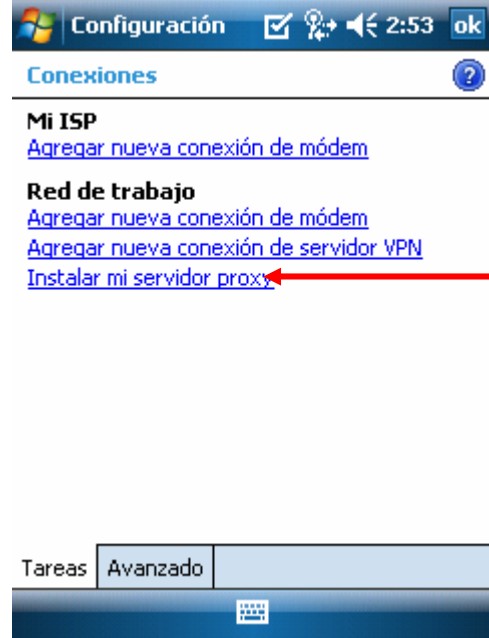 Configuración 2:53 ok
Conexiones ?
Mi ISP
Agregar nueva conexión de módem
Red de trabajo
Agregar nueva conexión de módem
Agregar nueva conexión de servidor VPN
Instalar mi servidor proxy
Tareas Avanzado